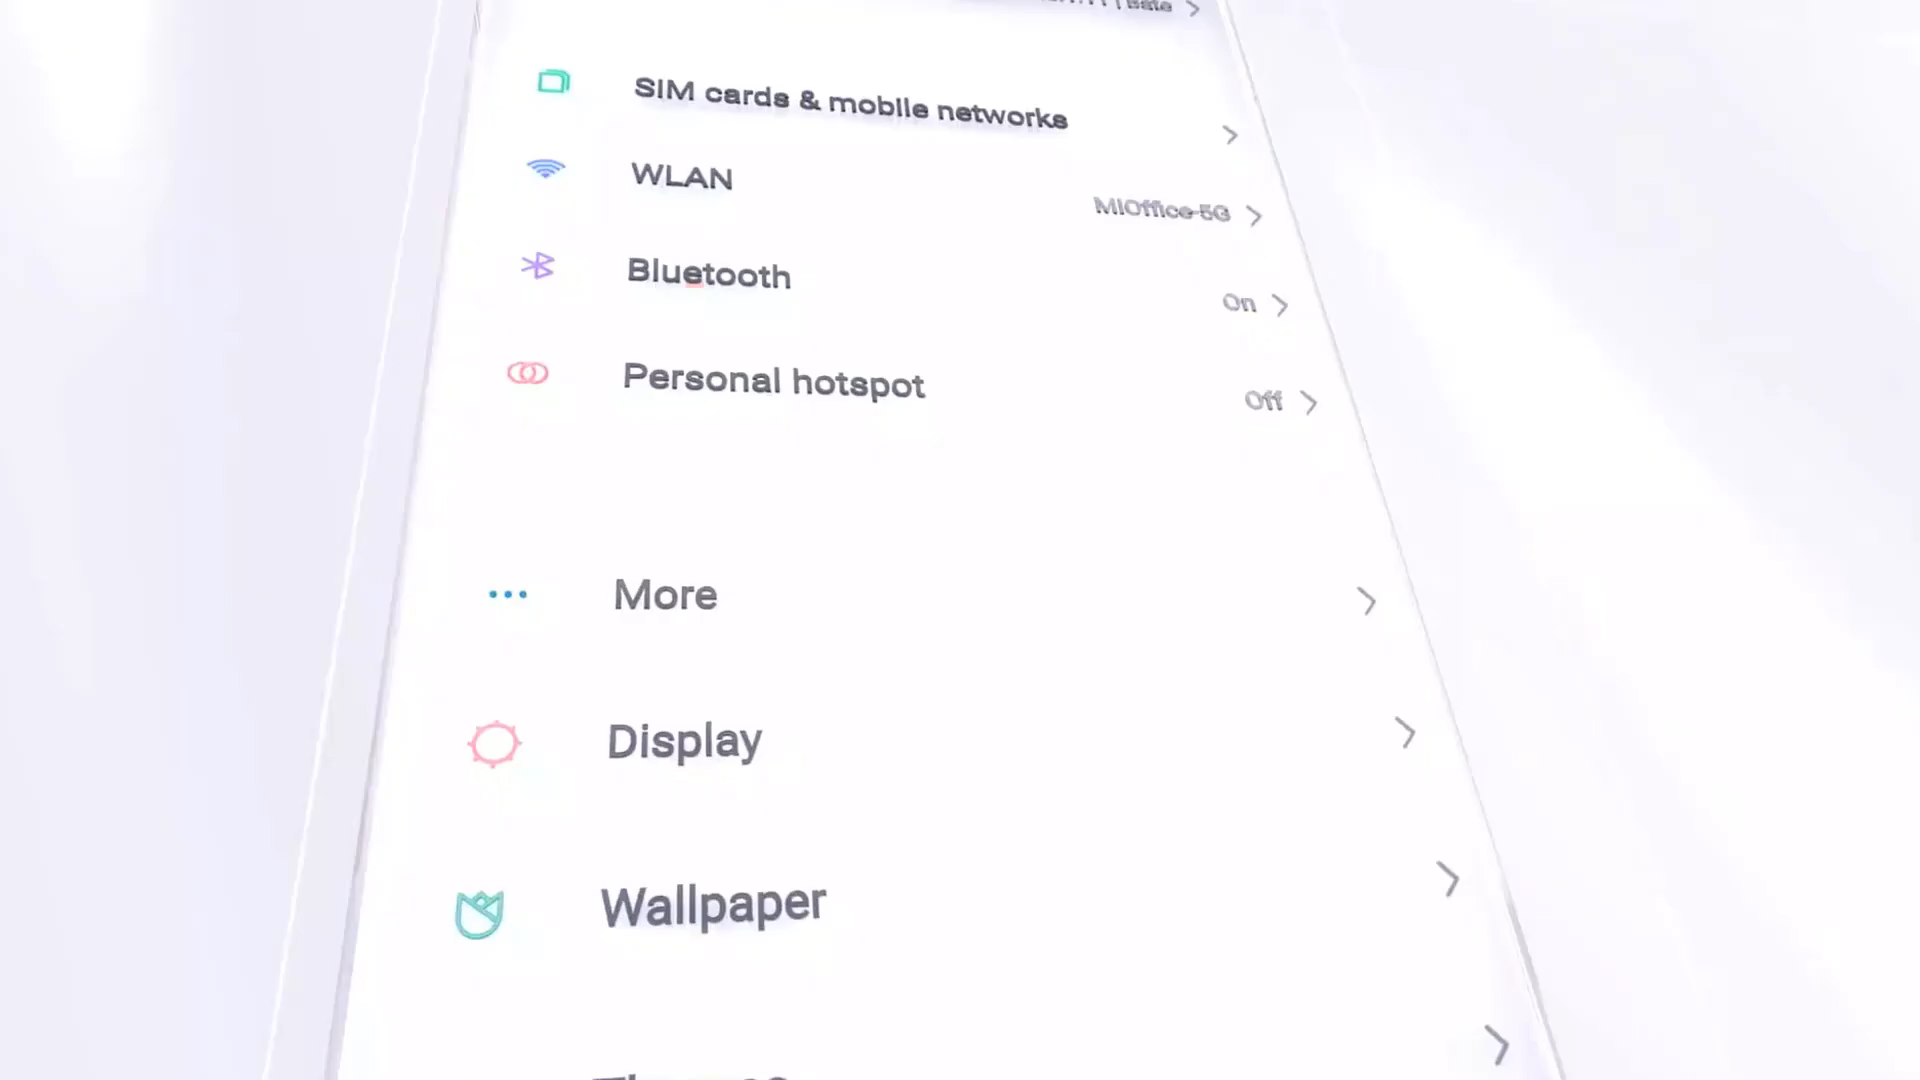 SIM cards & mobile networks
WLAN
MIOffice-5G
Bluetooth
On
Personal hotspot
Off
More
Display
Wallpaper